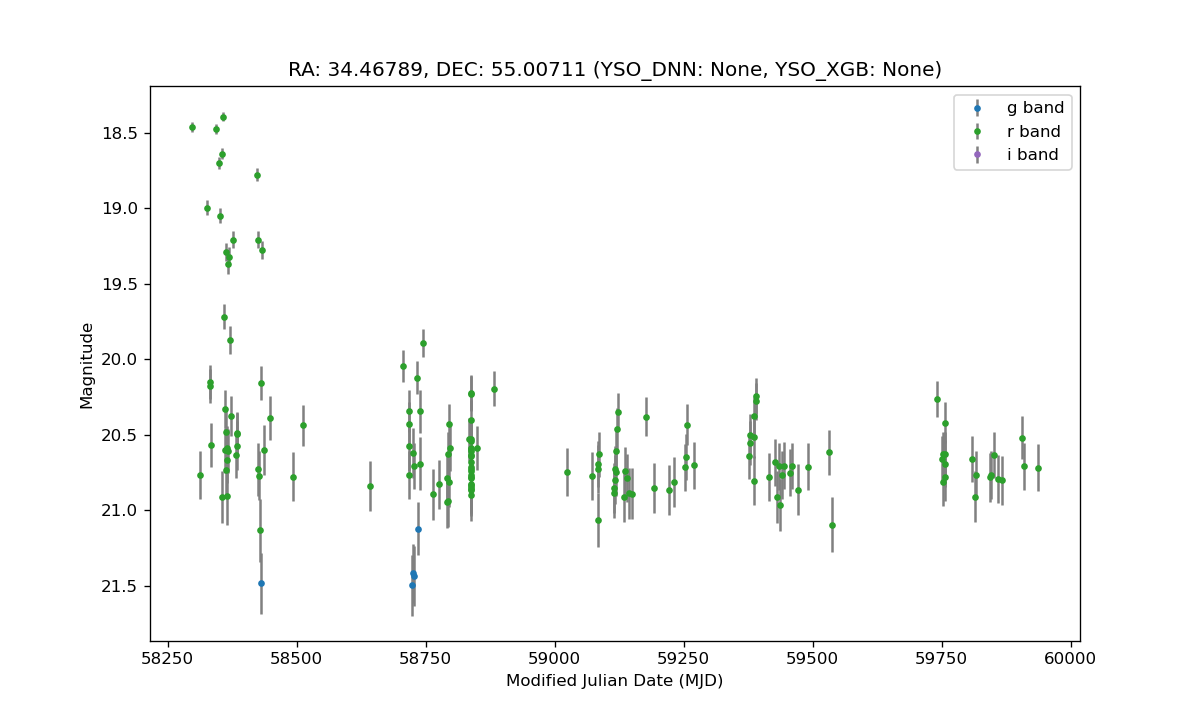 RA: 34.46789, DEC: 55.00711 (YSO_DNN: None, YSO_XGB: None)
g band
r band
i band
18.5
19.0
19.5
20.0
20.5
21.0
21.5
Magnitude
58250
58500
58750
59000
59250
59500
59750
60000
Modified Julian Date (MJD)